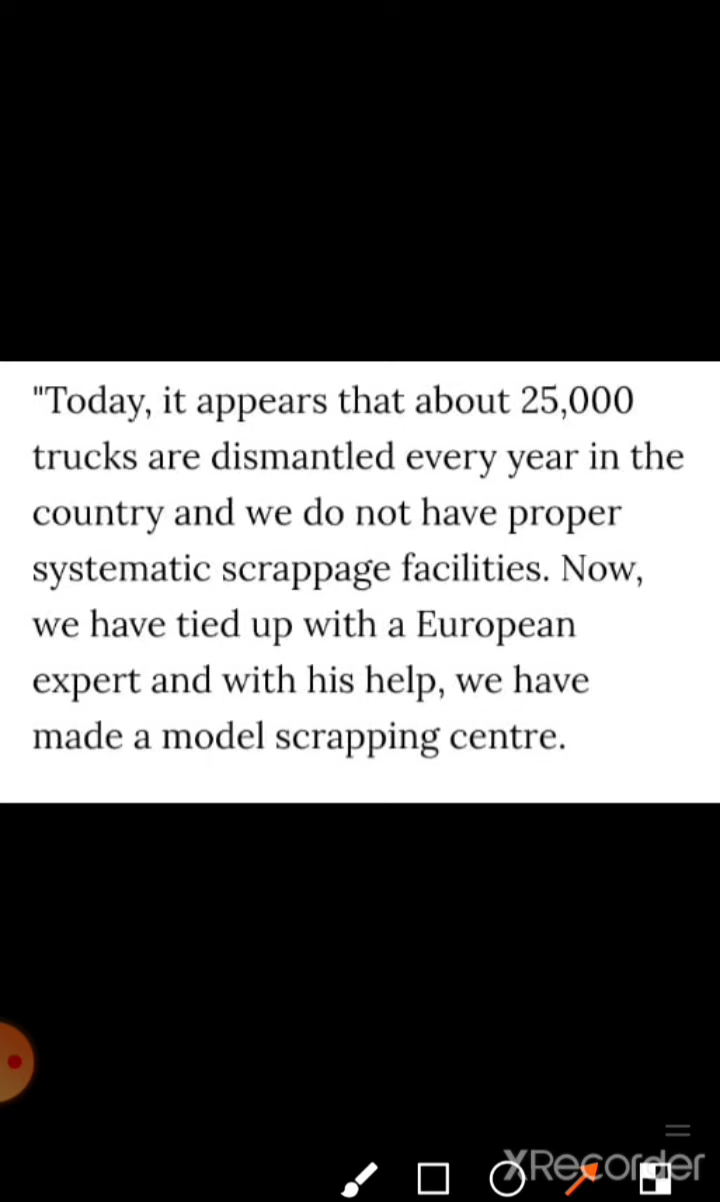 "Today, it appears that about 25,000
trucks are dismantled every year in the
country and we do not have proper
systematic scrappage facilities. Now,
we have tied up with a European
expert and with his help, we have
made a model scrapping centre.
XRecorder